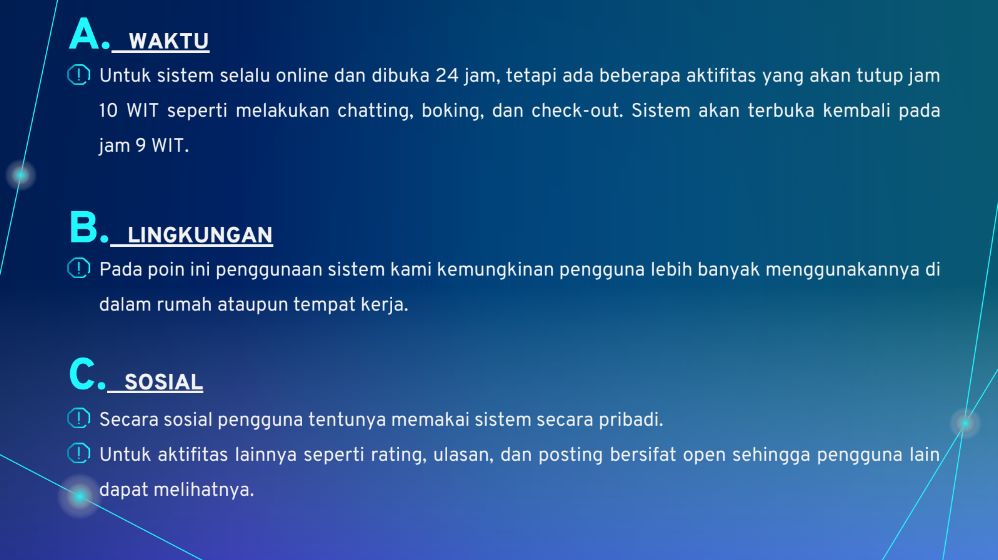 A. WAKTU
Untuk sistem selalu online dan dibuka 24 jam, tetapi ada beberapa aktifitas yang akan tutup jam
10 WIT seperti melakukan chatting, boking, dan check-out. Sistem akan terbuka kembali pada
jam 9 WIT.
B. LINGKUNGAN
Pada poin ini penggunaan sistem kami kemungkinan pengguna lebih banyak menggunakannya di
dalam rumah ataupun tempat kerja.
C. SOSIAL
Secara sosial pengguna tentunya memakai sistem secara pribadi.
Untuk aktifitas lainnya seperti rating, ulasan, dan posting bersifat open sehingga pengguna lain
dapat melihatnya.